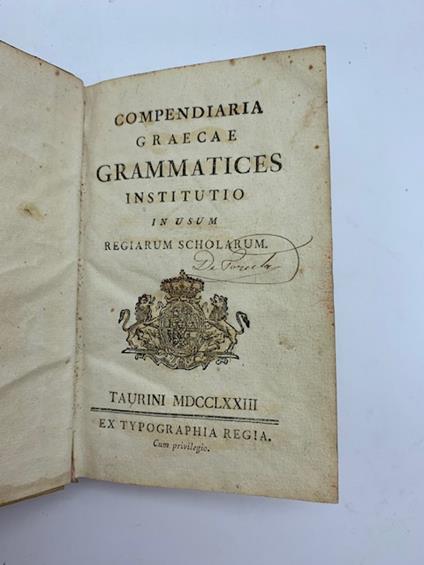 COMPENDIARIA
GRAECAE
GRAMMATICES
INSTITUTIO
IN USUM
REGIARUM SCHOLARUM.
TAURINI MDCCLXXIII
EX TYPOGRAPHIA REGIA.
Cum privilegio.